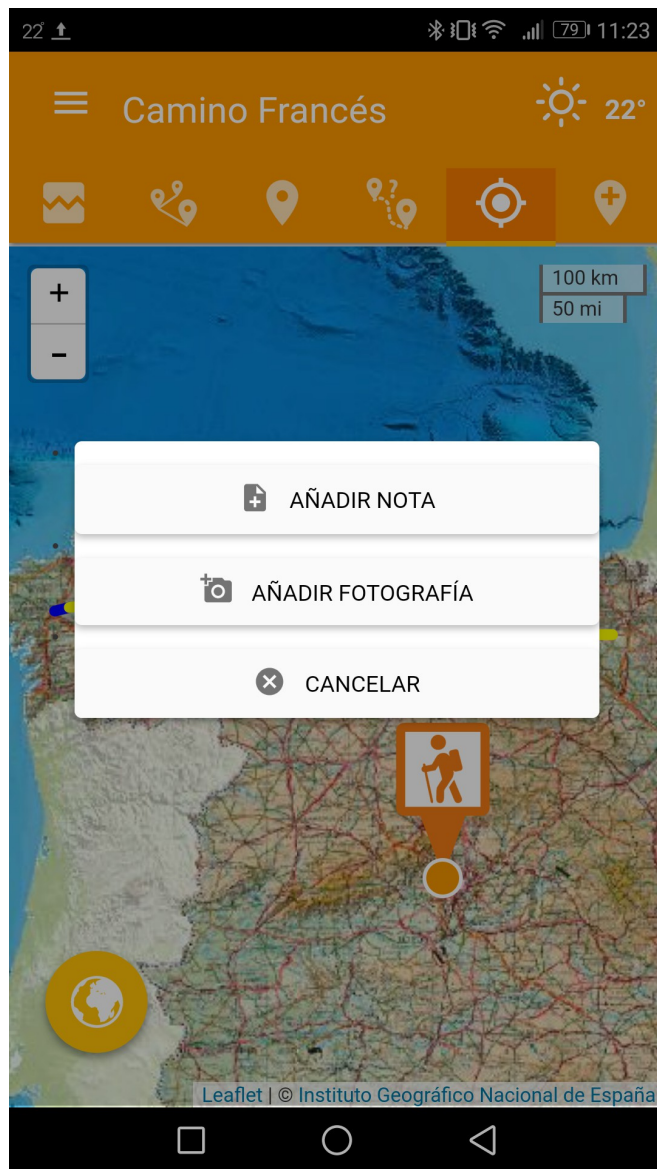 22° 79 11:23
Camino Francés 22°
+
100 km
50 mi
-
AÑADIR NOTA
AÑADIR FOTOGRAFÍA
CANCELAR
Leaflet | © Instituto Geográfico Nacional de España